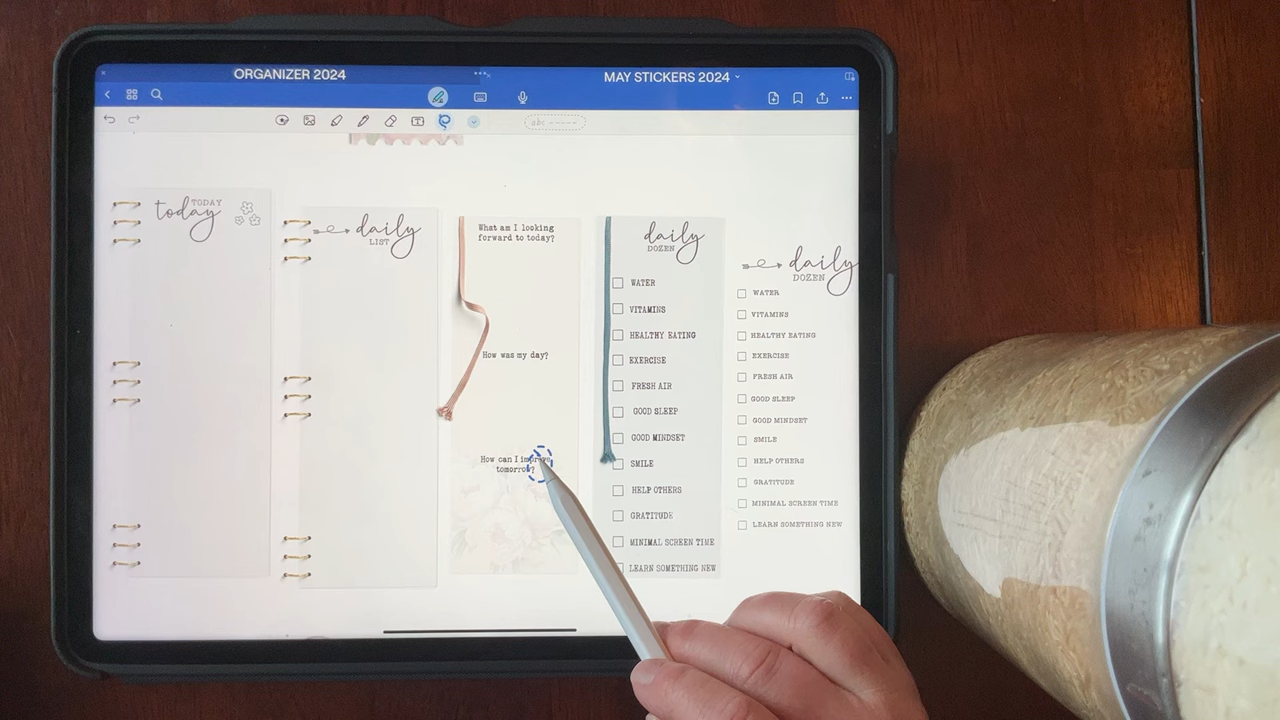 ORGANIZER 2024
MAY STICKERS 2024
abc
today
TODAY
daily
LIST
What am I looking
forward to today?
How was my day?
How can I improve
tomorrow?
daily
DOZEN
WATER
VITAMINS
HEALTHY EATING
EXERCISE
FRESH AIR
GOOD SLEEP
GOOD MINDSET
SMILE
HELP OTHERS
GRATITUDE
MINIMAL SCREEN TIME
LEARN SOMETHING NEW
daily
DOZEN
WATER
VITAMINS
HEALTHY EATING
EXERCISE
FRESH AIR
GOOD SLEEP
GOOD MINDSET
SMILE
HELP OTHERS
GRATITUDE
MINIMAL SCREEN TIME
LEARN SOMETHING NEW